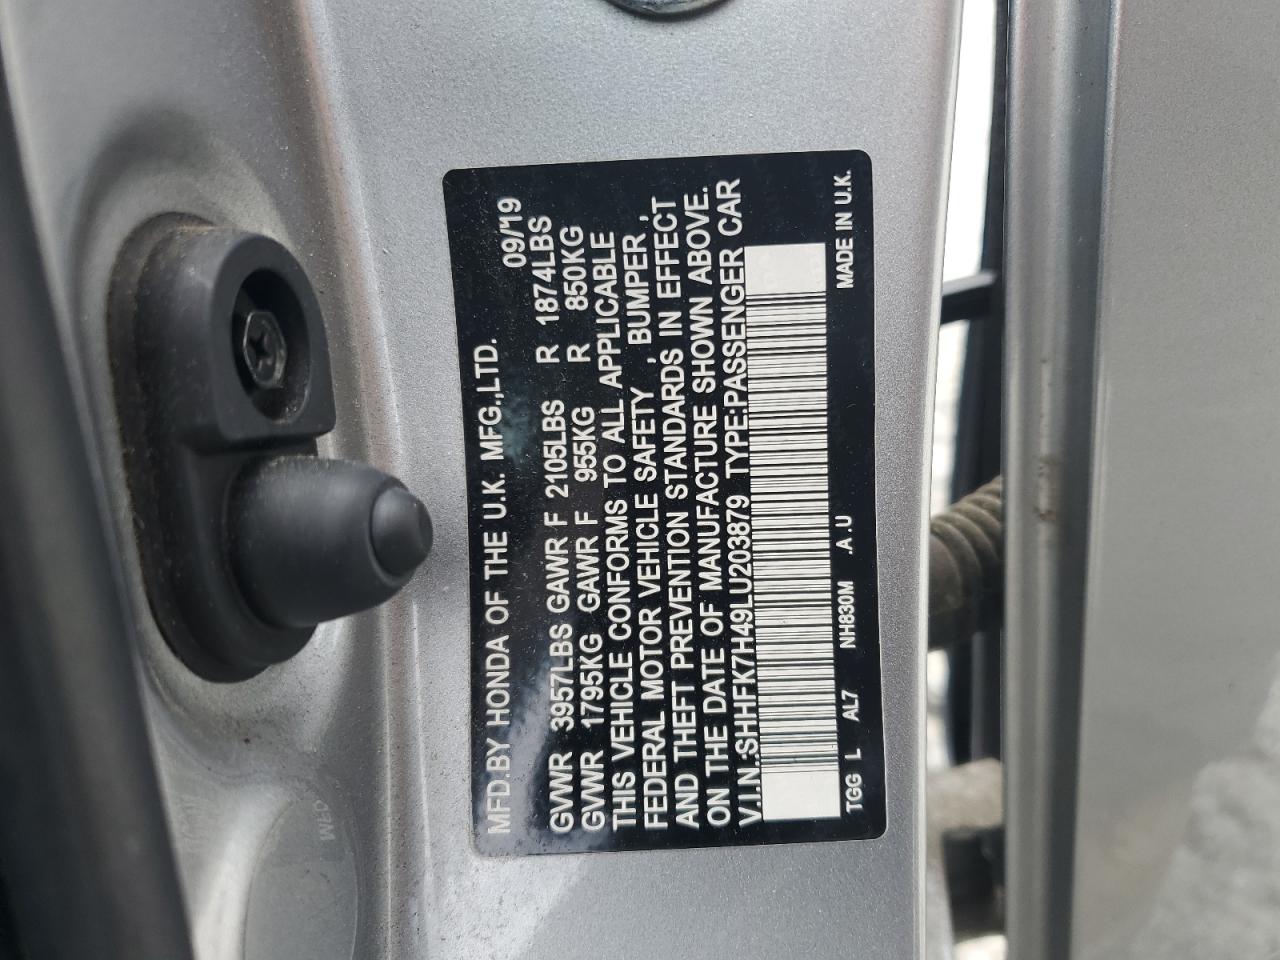 MFD.BY HONDA OF THE U.K. MFG.,LTD. 09/19
GVWR 3957LBS GAWR F 2105LBS R 1874LBS
GVWR 1795KG GAWR F 955KG R 850KG
THIS VEHICLE CONFORMS TO ALL APPLICABLE
FEDERAL MOTOR VEHICLE SAFETY , BUMPER ,
AND THEFT PREVENTION STANDARDS IN EFFECT
ON THE DATE OF MANUFACTURE SHOWN ABOVE.
V.I.N.:SHHFK7H49LU203879 TYPE:PASSENGER CAR
TGG L AL7 NH830M .A .U MADE IN U.K.
WED